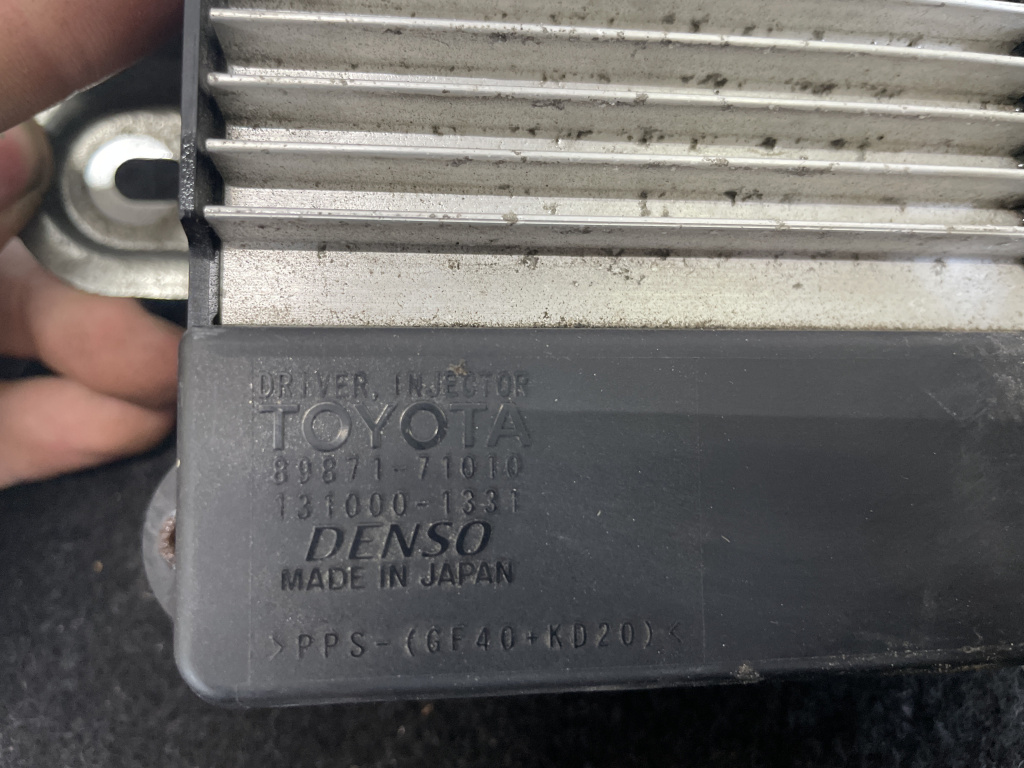 DRIVER, INJECTOR
TOYOTA
89871-71010
131000-1331
DENSO
MADE IN JAPAN
>PPS-(GF40+KD20)<